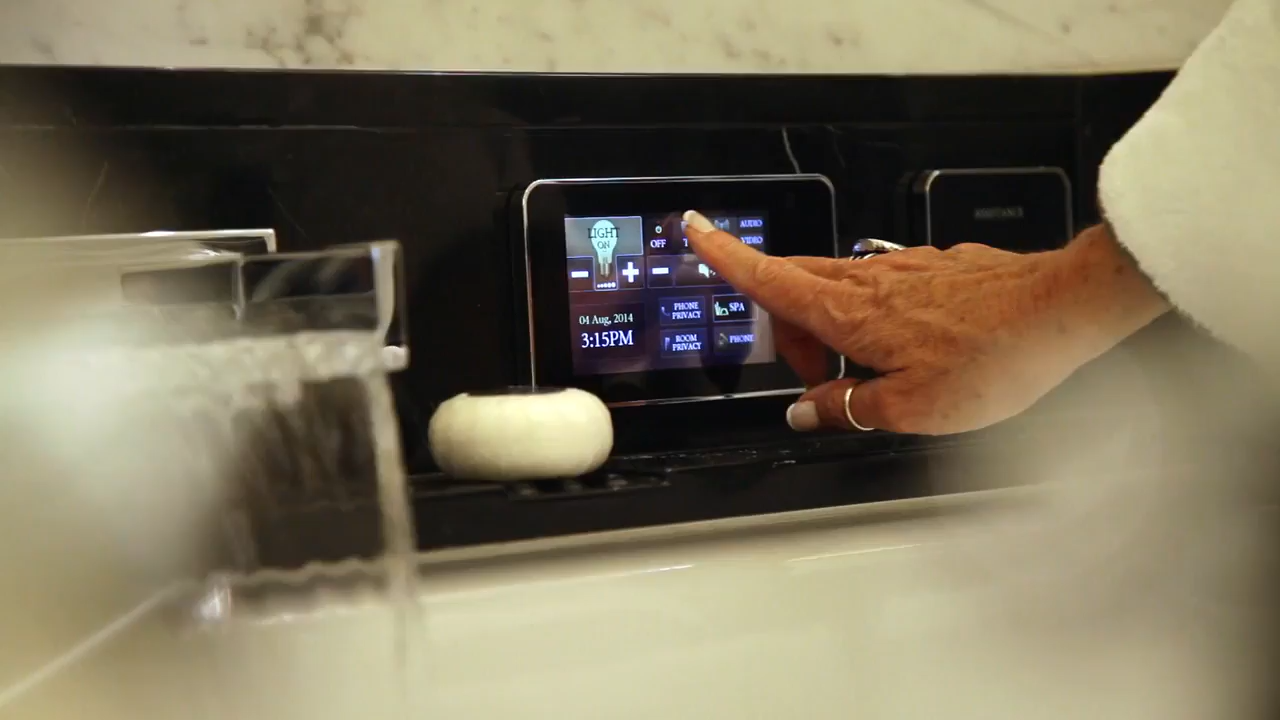 LIGHT
ON
OFF
AUDIO
VIDEO
04 Aug, 2014
3:15PM
PHONE
PRIVACY
SPA
ROOM
PRIVACY
PHONE
ASSISTANCE